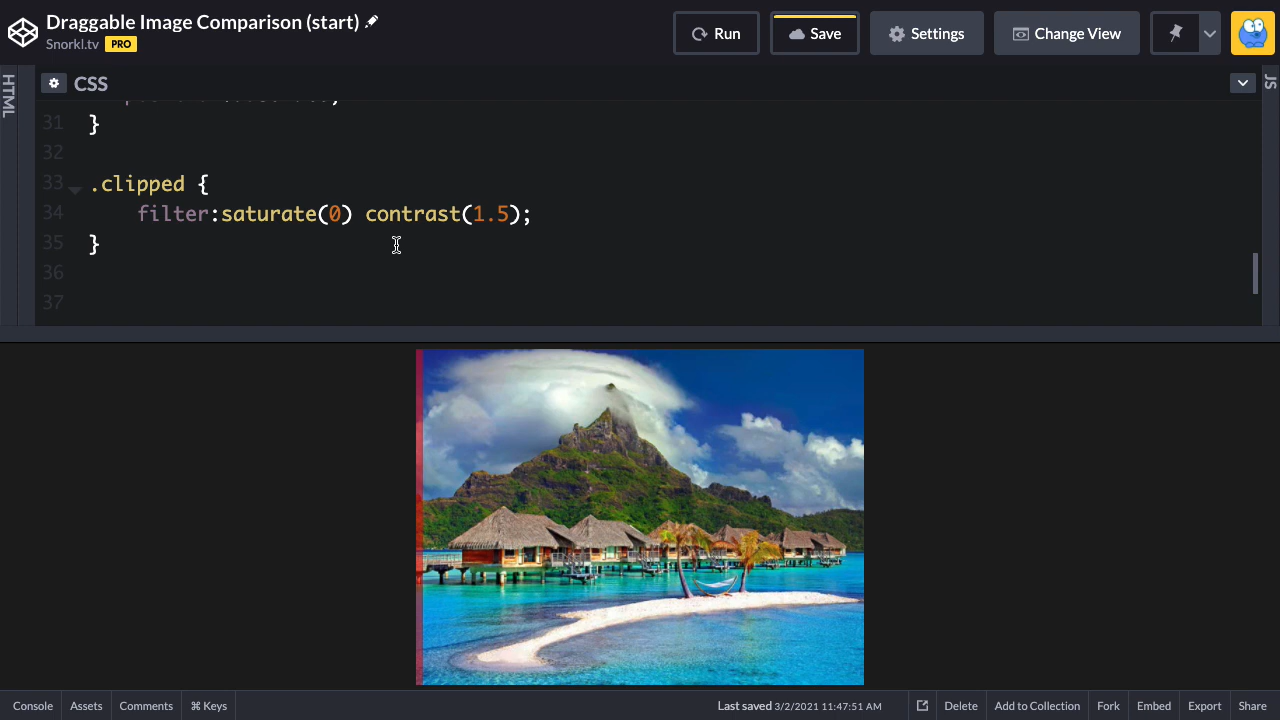 Draggable Image Comparison (start)
Snorkl.tv PRO
Run
Save
Settings
Change View
HTML
CSS
JS
31 }
32
33 .clipped {
34 filter:saturate(0) contrast(1.5);
35 }
36
37
Console Assets Comments ⌘ Keys
Last saved 3/2/2021 11:47:51 AM
Delete Add to Collection Fork Embed Export Share